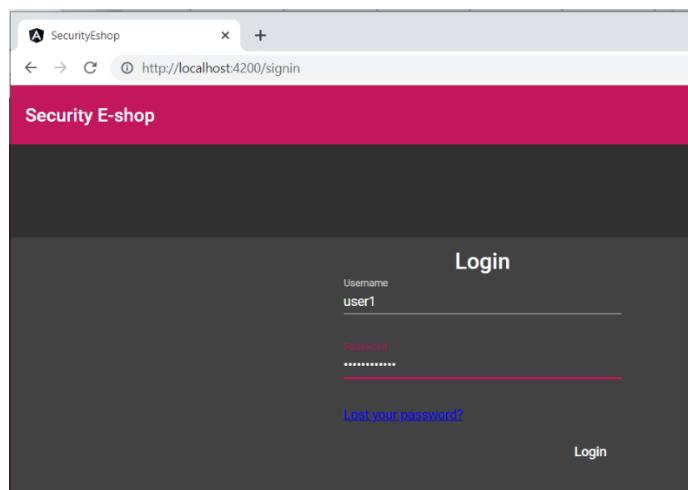 SecurityEshop
http://localhost:4200/signin
Security E-shop
Login
Username
user1
Password
••••••••••••
Lost your password?
Login